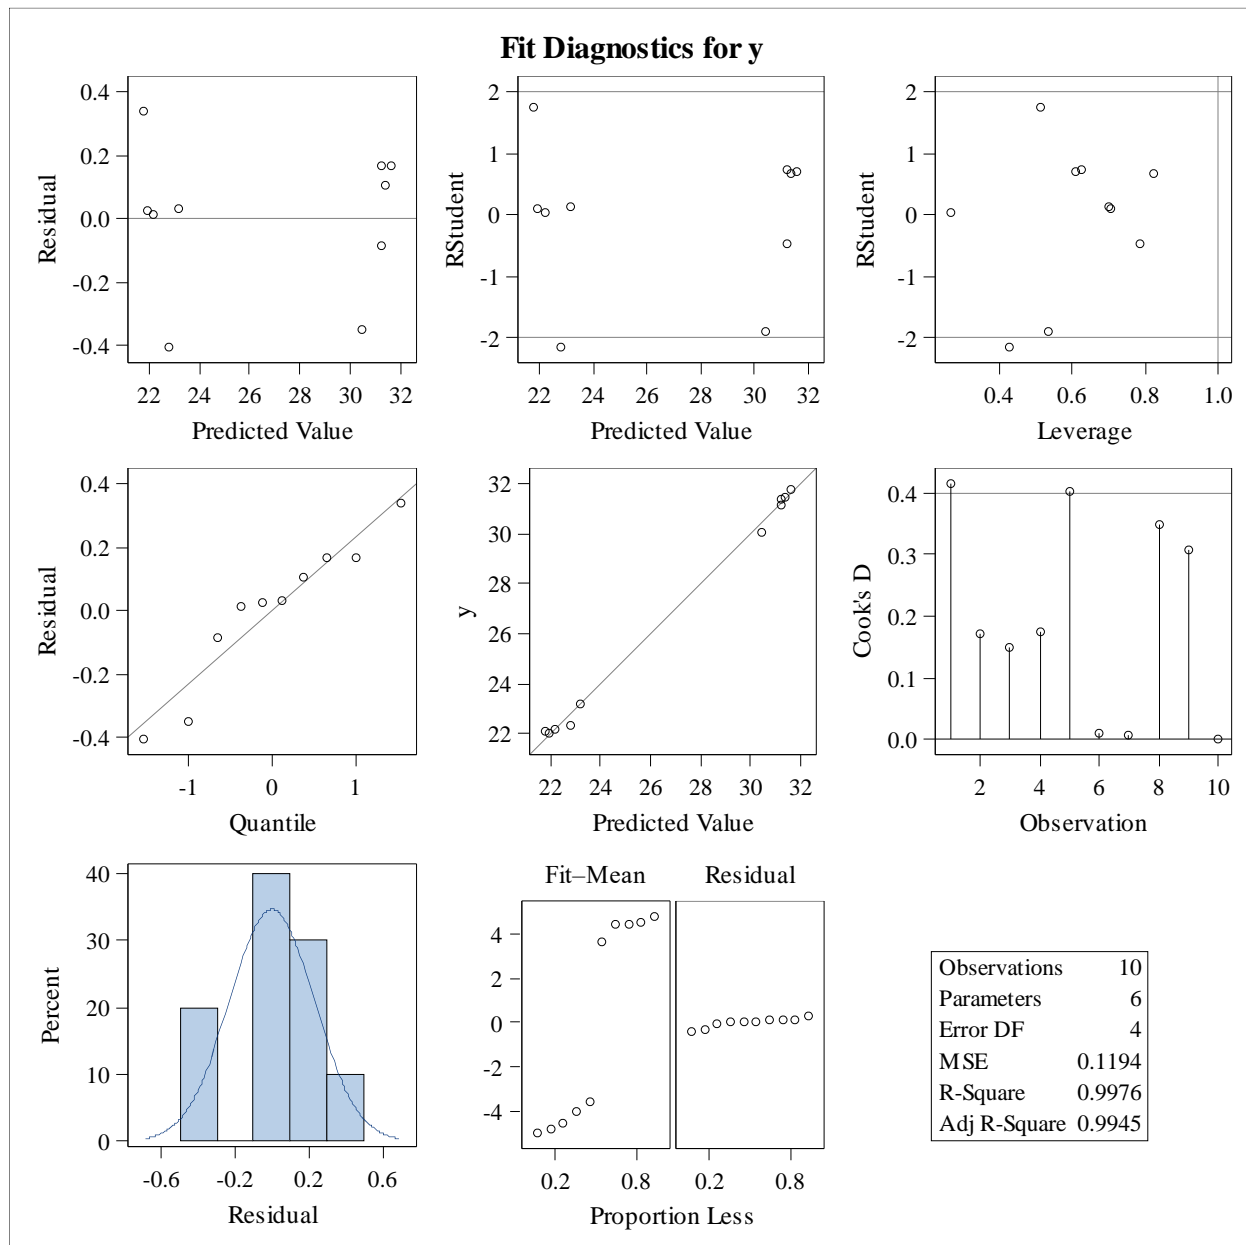 Fit Diagnostics for y
0.4
0.2
0.0
-0.2
-0.4
Residual
22 24 26 28 30 32
Predicted Value
2
1
0
-1
-2
RStudent
22 24 26 28 30 32
Predicted Value
2
1
0
-1
-2
RStudent
0.4 0.6 0.8 1.0
Leverage
0.4
0.2
0.0
-0.2
-0.4
Residual
-1 0 1
Quantile
32
30
28
26
24
22
y
22 24 26 28 30 32
Predicted Value
0.4
0.3
0.2
0.1
0.0
Cook's D
2 4 6 8 10
Observation
40
30
20
10
0
Percent
-0.6 -0.2 0.2 0.6
Residual
Fit–Mean Residual
4
2
0
-2
-4
0.2 0.8 0.2 0.8
Proportion Less
Observations 10
Parameters 6
Error DF 4
MSE 0.1194
R-Square 0.9976
Adj R-Square 0.9945